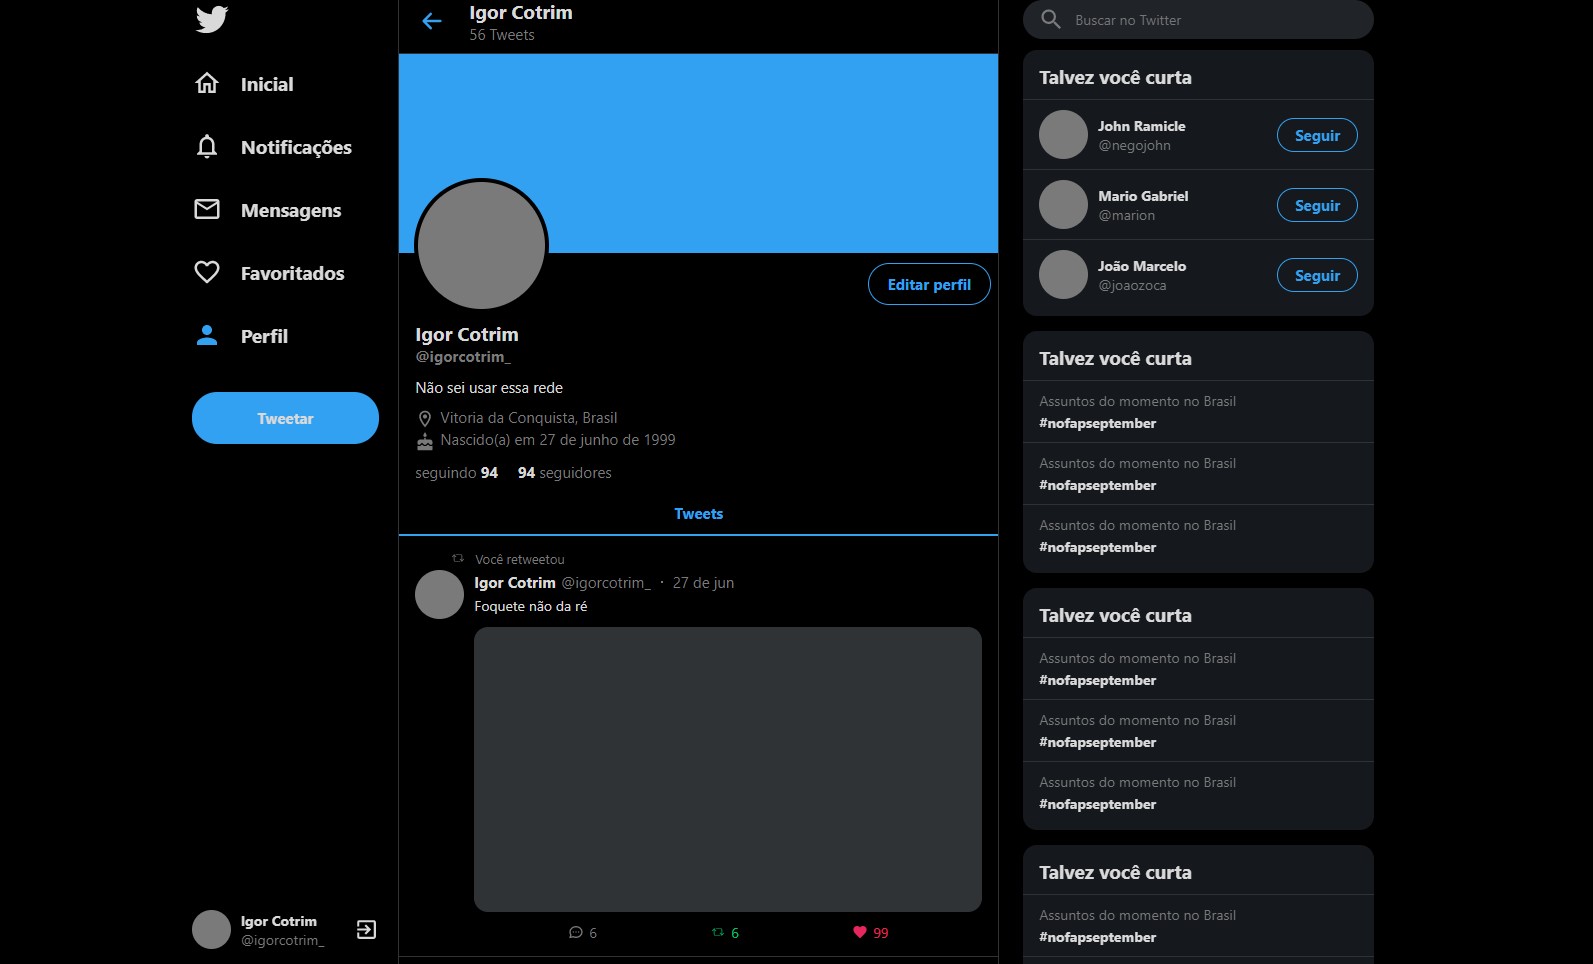 Inicial
Notificações
Mensagens
Favoritados
Perfil
Tweetar
Igor Cotrim
@igorcotrim_
Igor Cotrim
56 Tweets
Editar perfil
Igor Cotrim
@igorcotrim_
Não sei usar essa rede
Vitoria da Conquista, Brasil
Nascido(a) em 27 de junho de 1999
seguindo 94 94 seguidores
Tweets
Você retweetou
Igor Cotrim @igorcotrim_ · 27 de jun
Foquete não da ré
6 6 99
Buscar no Twitter
Talvez você curta
John Ramicle
@negojohn
Seguir
Mario Gabriel
@marion
Seguir
João Marcelo
@joaozoca
Seguir
Talvez você curta
Assuntos do momento no Brasil
#nofapseptember
Assuntos do momento no Brasil
#nofapseptember
Assuntos do momento no Brasil
#nofapseptember
Talvez você curta
Assuntos do momento no Brasil
#nofapseptember
Assuntos do momento no Brasil
#nofapseptember
Assuntos do momento no Brasil
#nofapseptember
Talvez você curta
Assuntos do momento no Brasil
#nofapseptember